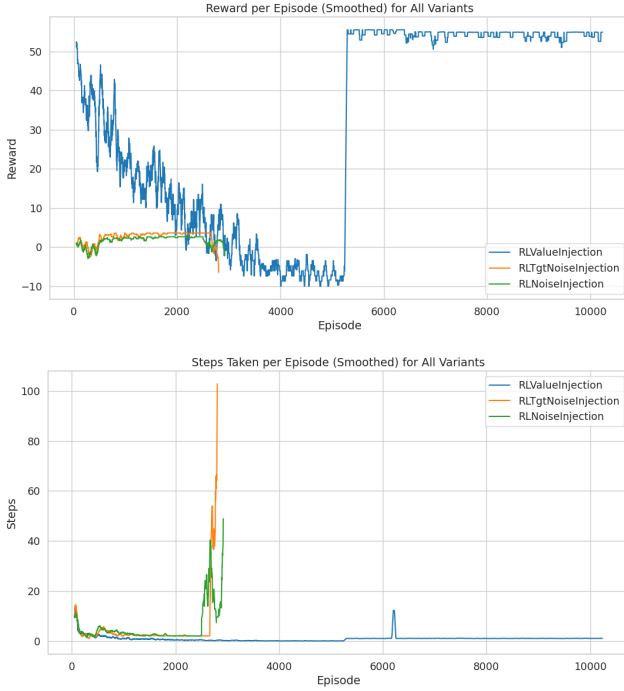 Reward per Episode (Smoothed) for All Variants
50
40
30
20
10
0
−10
Reward
RLValueInjection
RLTgtNoiseInjection
RLNoiseInjection
0 2000 4000 6000 8000 10000
Episode
Steps Taken per Episode (Smoothed) for All Variants
100
80
60
40
20
0
Steps
RLValueInjection
RLTgtNoiseInjection
RLNoiseInjection
0 2000 4000 6000 8000 10000
Episode